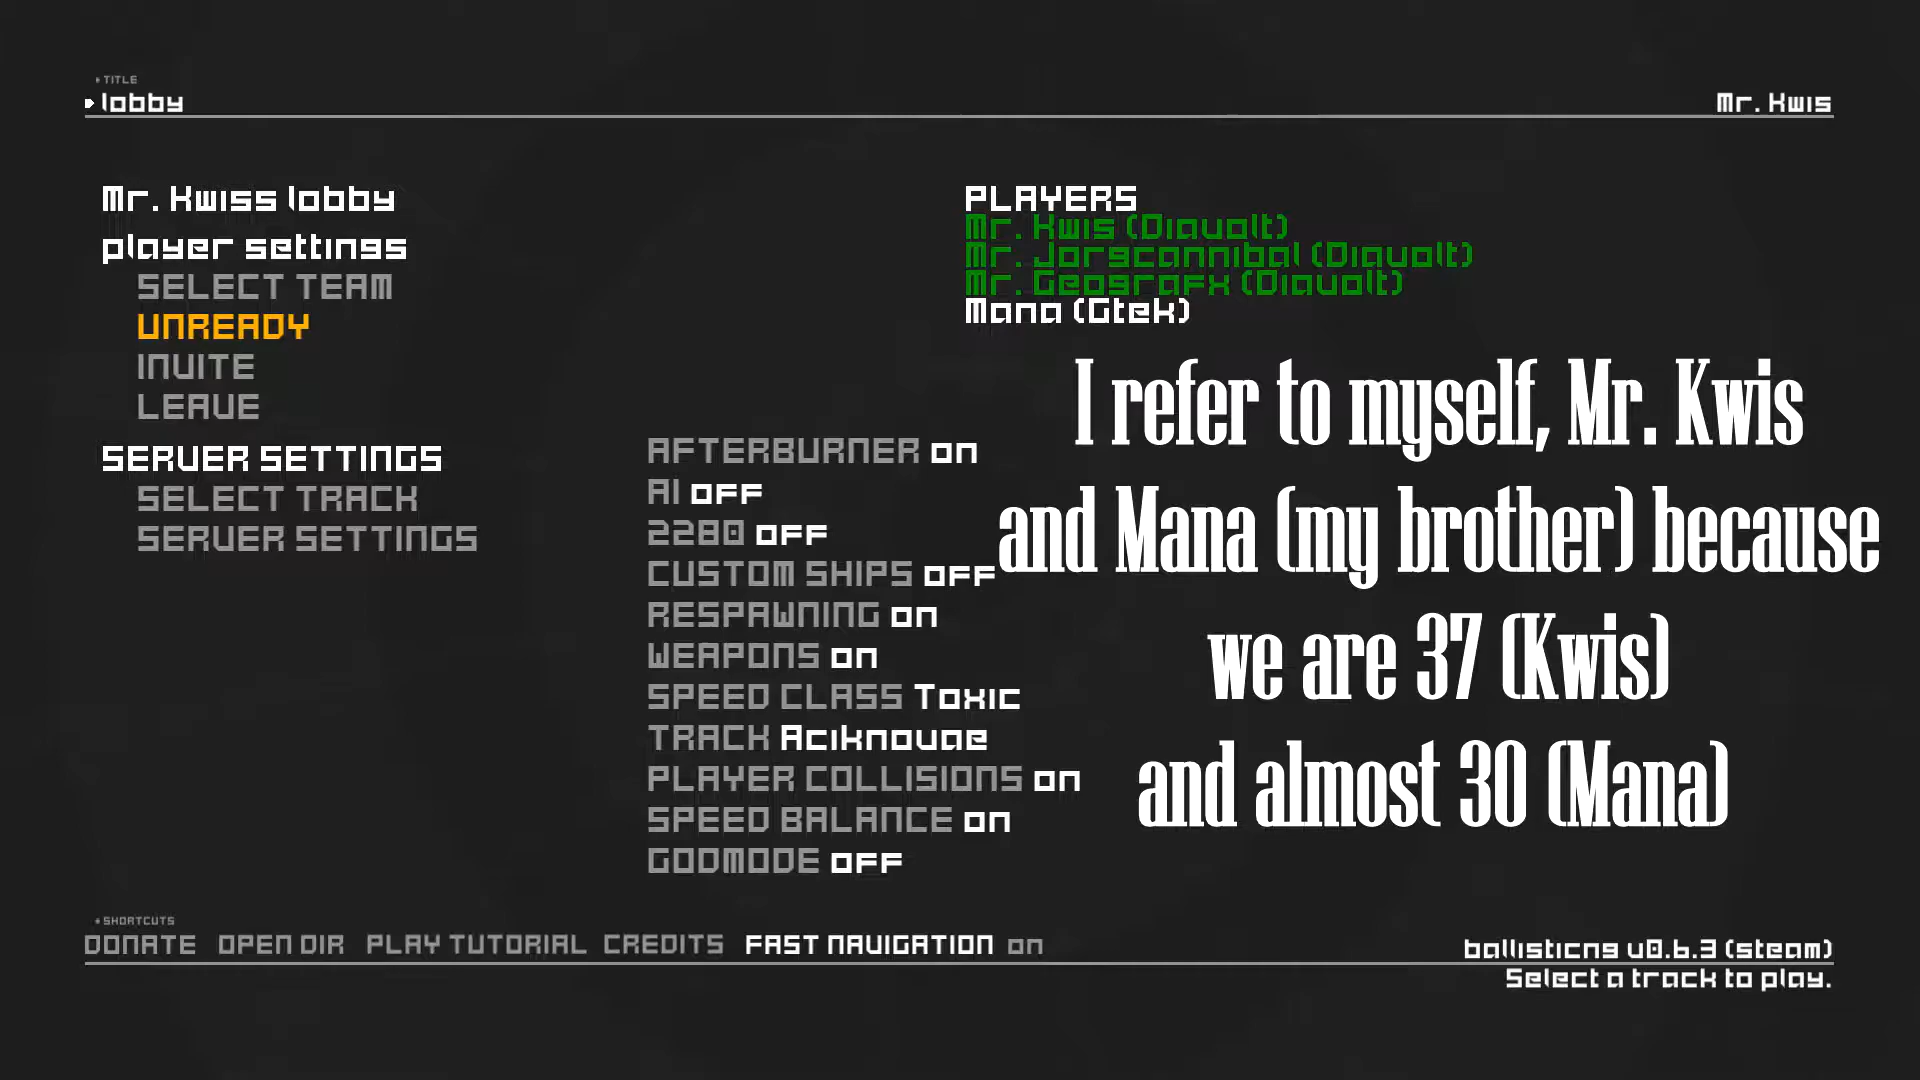 TITLE
lobby
Mr. Kwis
Mr. Kwiss lobby
player settings
SELECT TEAM
UNREADY
INVITE
LEAVE
SERVER SETTINGS
SELECT TRACK
SERVER SETTINGS
PLAYERS
Mr. Kwis (Diavolt)
Mr. Jorgcannibal (Diavolt)
Mr. Geografx (Diavolt)
Mana (Gtek)
AFTERBURNER on
AI OFF
2280 OFF
CUSTOM SHIPS OFF
RESPAWNING on
WEAPONS on
SPEED CLASS Toxic
TRACK Aciknovae
PLAYER COLLISIONS on
SPEED BALANCE on
GODMODE OFF
I refer to myself, Mr. Kwis
and Mana (my brother) because
we are 37 (Kwis)
and almost 30 (Mana)
SHORTCUTS
DONATE OPEN DIR PLAY TUTORIAL CREDITS FAST NAVIGATION on
ballisticng v0.6.3 (steam)
Select a track to play.